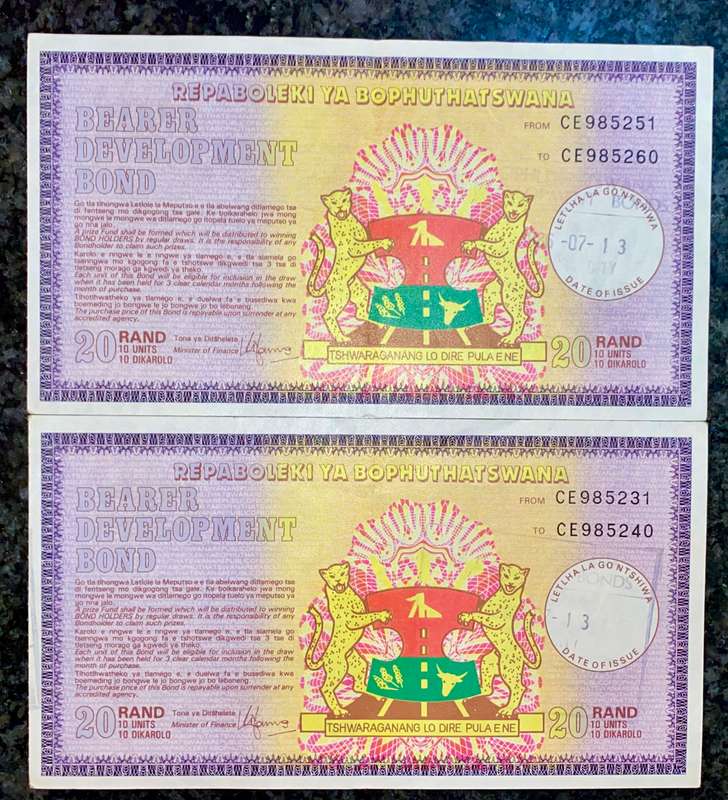 REPABOLEKI YA BOPHUTHATSWANA
BEARER
DEVELOPMENT
BOND
FROM CE985251
TO CE985260
Go tla tlhongwa Letlole la Meputso e e tla abelwang ditlamego tsa
di fentseng mo dikgogong tsa gale. Ke boikarabelo jwa mong
mongwe le mongwe wa ditlamego go itopela tuelo ya meputso ya
go nna jalo.
A prize Fund shall be formed which will be distributed to winning
BOND HOLDERS by regular draws. It is the responsibility of any
Bondholder to claim such prizes.
Karolo e nngwe le e nngwe ya tlamego e, e tla siamela go
tsenngwa mo kgogong fa e tshotswe dikgwedi tsa 3 tsa di
tletseng morago ga kgwedi ya theko.
Each unit of this Bond will be eligible for inclusion in the draw
when it has been held for 3 clear calendar months following the
month of purchase.
Tlhotlhwatheko ya tlamego e, e duelwa fa e busediwa kwa
boemeding jo bongwe le jo bongwe jo bo letlanong.
The purchase price of this Bond is repayable upon surrender at any
accredited agency.
LETLHA LA GO NTSHIWA
-07-13
DATE OF ISSUE
20 RAND
10 UNITS
10 DIKAROLO
Tona ya Ditšhelete
Minister of Finance
TSHWARAGANANG LO DIRE PULA E NE
20 RAND
10 UNITS
10 DIKAROLO
REPABOLEKI YA BOPHUTHATSWANA
BEARER
DEVELOPMENT
BOND
FROM CE985231
TO CE985240
Go tla tlhongwa Letlole la Meputso e e tla abelwang ditlamego tsa
di fentseng mo dikgogong tsa gale. Ke boikarabelo jwa mong
mongwe le mongwe wa ditlamego go itopela tuelo ya meputso ya
go nna jalo.
A prize Fund shall be formed which will be distributed to winning
BOND HOLDERS by regular draws. It is the responsibility of any
Bondholder to claim such prizes.
Karolo e nngwe le e nngwe ya tlamego e, e tla siamela go
tsenngwa mo kgogong fa e tshotswe dikgwedi tsa 3 tsa di
tletseng morago ga kgwedi ya theko.
Each unit of this Bond will be eligible for inclusion in the draw
when it has been held for 3 clear calendar months following the
month of purchase.
Tlhotlhwatheko ya tlamego e, e duelwa fa e busediwa kwa
boemeding jo bongwe le jo bongwe jo bo letlanong.
The purchase price of this Bond is repayable upon surrender at any
accredited agency.
BONDS
LETLHA LA GO NTSHIWA
-13
DATE OF ISSUE
20 RAND
10 UNITS
10 DIKAROLO
Tona ya Ditšhelete
Minister of Finance
TSHWARAGANANG LO DIRE PULA E NE
20 RAND
10 UNITS
10 DIKAROLO